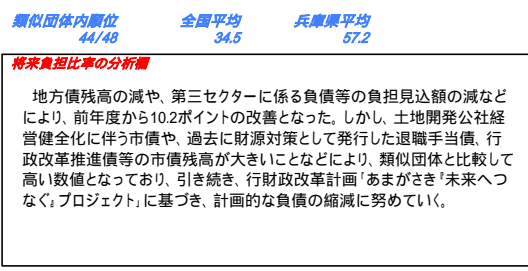 類似団体内順位 全国平均 兵庫県平均
44/48 34.5 57.2
将来負担比率の分析欄
地方債残高の減や、第三セクターに係る負債等の負担見込額の減など
により、前年度から10.2ポイントの改善となった。しかし、土地開発公社経
営健全化に伴う市債や、過去に財源対策として発行した退職手当債、行
政改革推進債等の市債残高が大きいことなどにより、類似団体と比較して
高い数値となっており、引き続き、行財政改革計画「あまがさき『未来へつ
なぐ』プロジェクト」に基づき、計画的な負債の縮減に努めていく。